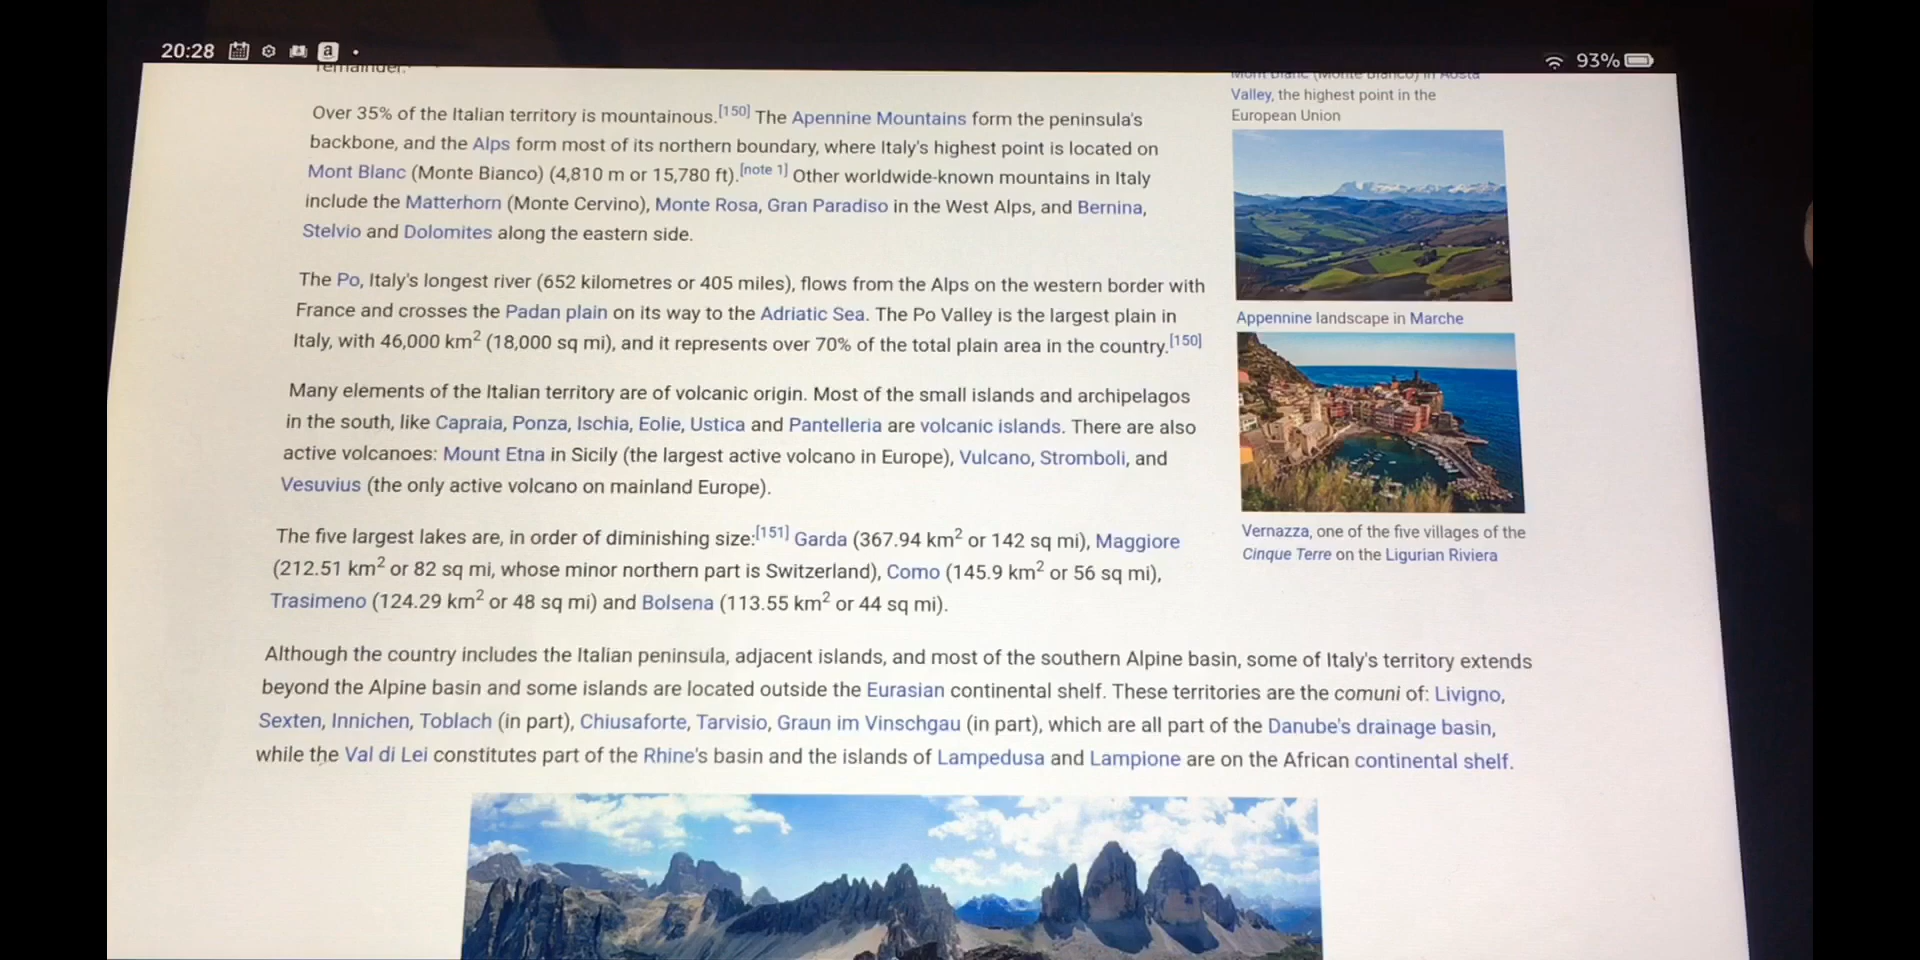 20:28
93%
remainder.
Over 35% of the Italian territory is mountainous.[150] The Apennine Mountains form the peninsula's
backbone, and the Alps form most of its northern boundary, where Italy's highest point is located on
Mont Blanc (Monte Bianco) (4,810 m or 15,780 ft).[note 1] Other worldwide-known mountains in Italy
include the Matterhorn (Monte Cervino), Monte Rosa, Gran Paradiso in the West Alps, and Bernina,
Stelvio and Dolomites along the eastern side.
The Po, Italy's longest river (652 kilometres or 405 miles), flows from the Alps on the western border with
France and crosses the Padan plain on its way to the Adriatic Sea. The Po Valley is the largest plain in
Italy, with 46,000 km² (18,000 sq mi), and it represents over 70% of the total plain area in the country.[150]
Many elements of the Italian territory are of volcanic origin. Most of the small islands and archipelagos
in the south, like Capraia, Ponza, Ischia, Eolie, Ustica and Pantelleria are volcanic islands. There are also
active volcanoes: Mount Etna in Sicily (the largest active volcano in Europe), Vulcano, Stromboli, and
Vesuvius (the only active volcano on mainland Europe).
The five largest lakes are, in order of diminishing size:[151] Garda (367.94 km² or 142 sq mi), Maggiore
(212.51 km² or 82 sq mi, whose minor northern part is Switzerland), Como (145.9 km² or 56 sq mi),
Trasimeno (124.29 km² or 48 sq mi) and Bolsena (113.55 km² or 44 sq mi).
Although the country includes the Italian peninsula, adjacent islands, and most of the southern Alpine basin, some of Italy's territory extends
beyond the Alpine basin and some islands are located outside the Eurasian continental shelf. These territories are the comuni of: Livigno,
Sexten, Innichen, Toblach (in part), Chiusaforte, Tarvisio, Graun im Vinschgau (in part), which are all part of the Danube's drainage basin,
while the Val di Lei constitutes part of the Rhine's basin and the islands of Lampedusa and Lampione are on the African continental shelf.
Mont Blanc (Monte Bianco) in Aosta
Valley, the highest point in the
European Union
Appennine landscape in Marche
Vernazza, one of the five villages of the
Cinque Terre on the Ligurian Riviera